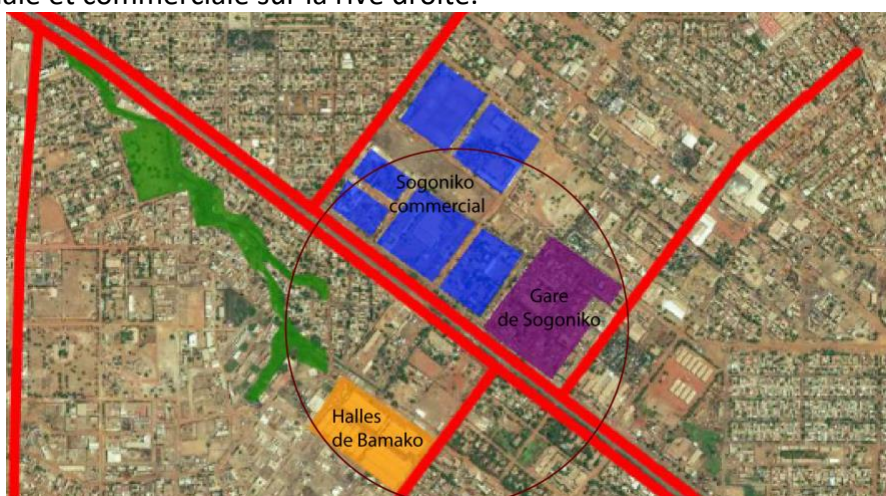 et commerciale sur la rive droite.
Sogoniko
commercial
Gare
de Sogoniko
Halles
de Bamako